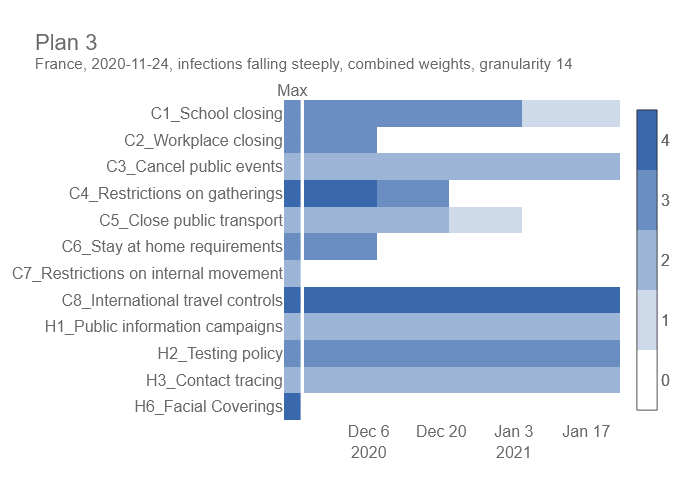 Plan 3
France, 2020-11-24, infections falling steeply, combined weights, granularity 14
Max
C1_School closing
C2_Workplace closing
C3_Cancel public events
C4_Restrictions on gatherings
C5_Close public transport
C6_Stay at home requirements
C7_Restrictions on internal movement
C8_International travel controls
H1_Public information campaigns
H2_Testing policy
H3_Contact tracing
H6_Facial Coverings
Dec 6 Dec 20 Jan 3 Jan 17
2020 2021
4
3
2
1
0